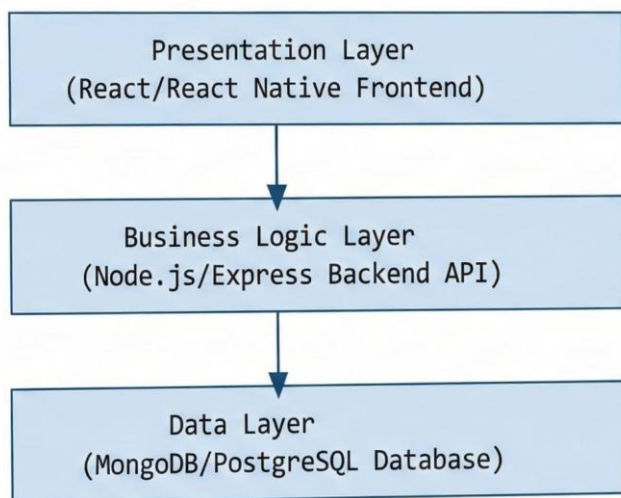 Presentation Layer
(React/React Native Frontend)
Business Logic Layer
(Node.js/Express Backend API)
Data Layer
(MongoDB/PostgreSQL Database)